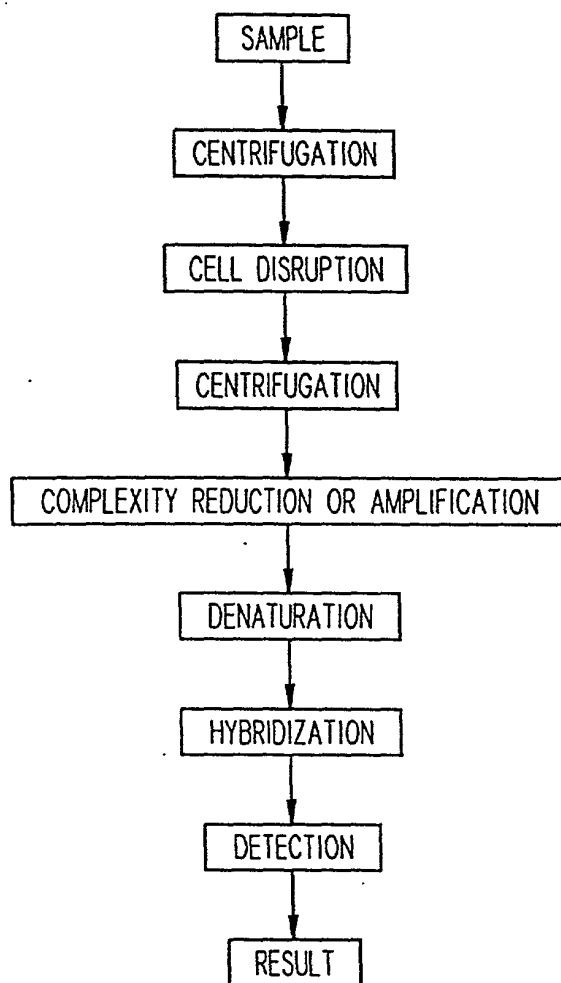 SAMPLE
CENTRIFUGATION
CELL DISRUPTION
CENTRIFUGATION
COMPLEXITY REDUCTION OR AMPLIFICATION
DENATURATION
HYBRIDIZATION
DETECTION
RESULT